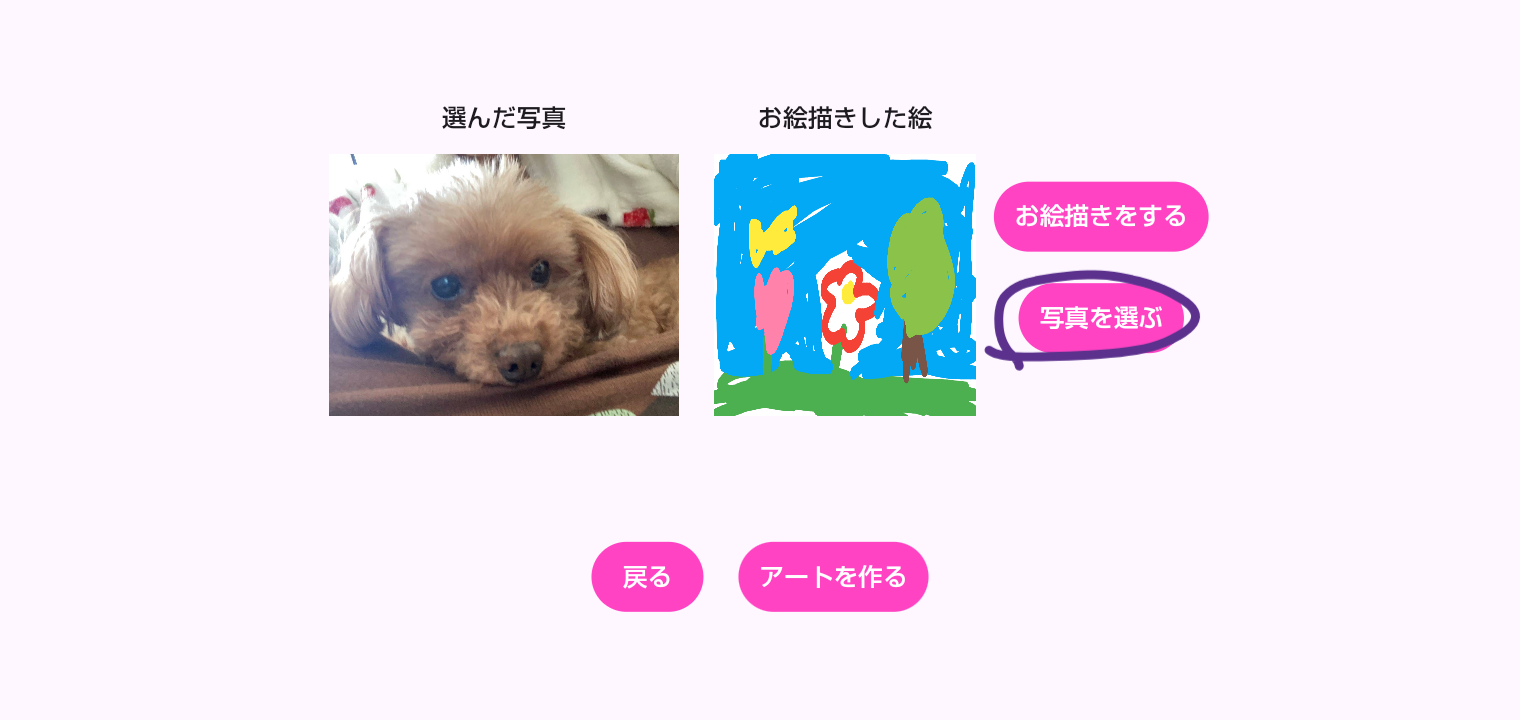 選んだ写真
お絵描きした絵
お絵描きをする
写真を選ぶ
戻る
アートを作る